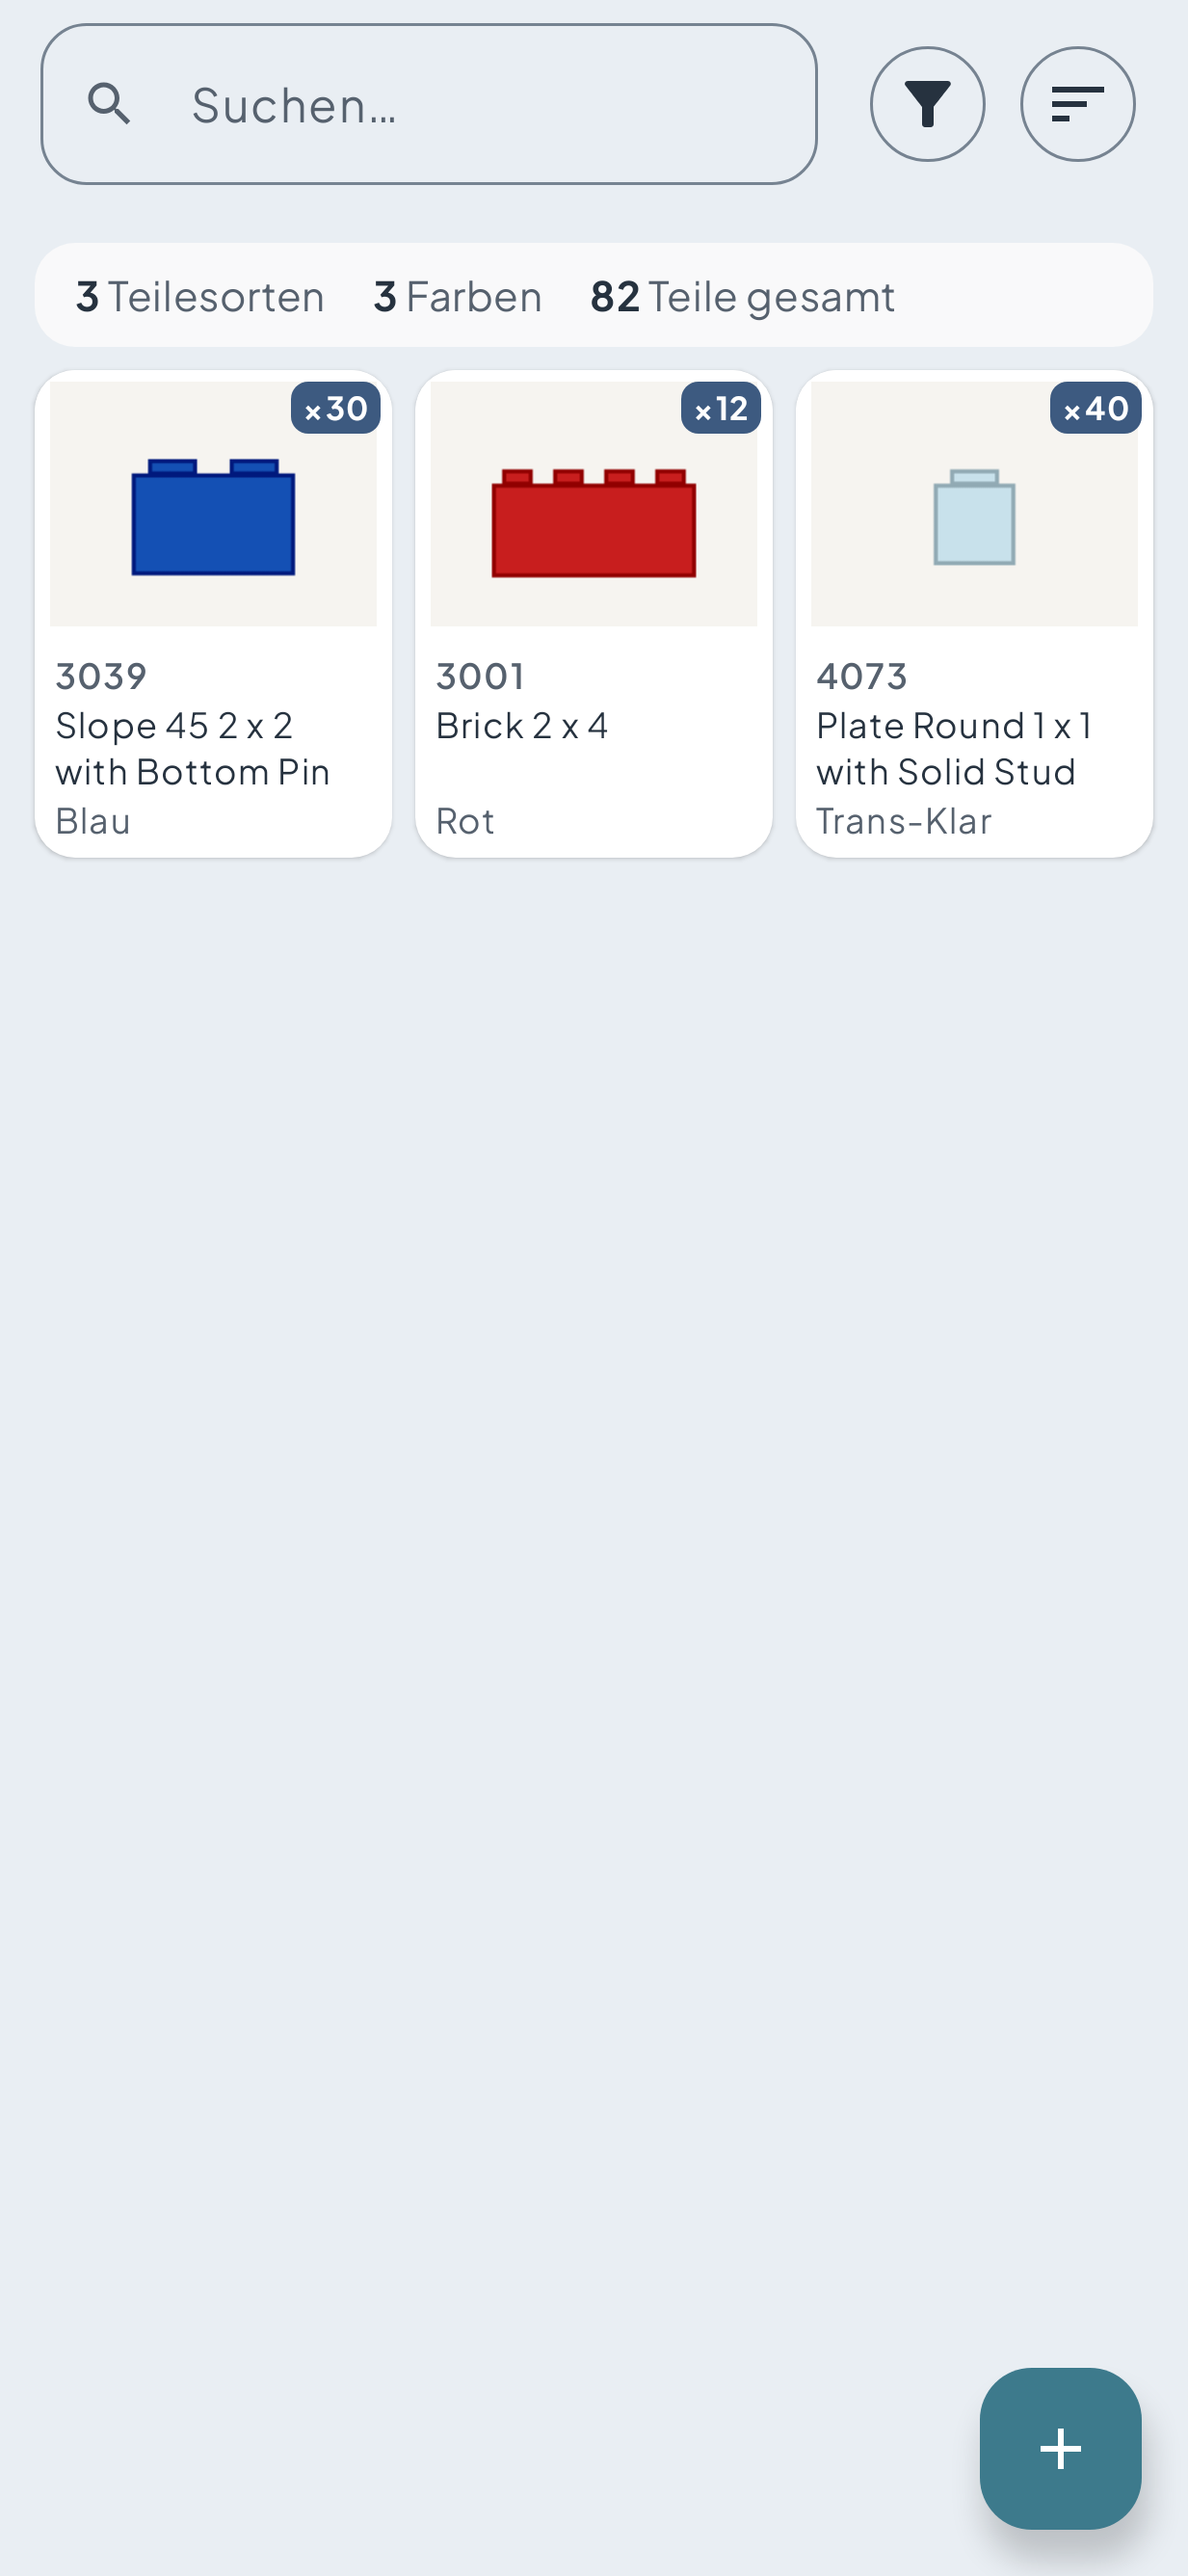 Suchen…
3 Teilesorten 3 Farben 82 Teile gesamt
×30
3039
Slope 45 2 x 2
with Bottom Pin
Blau
×12
3001
Brick 2 x 4
Rot
×40
4073
Plate Round 1 x 1
with Solid Stud
Trans-Klar